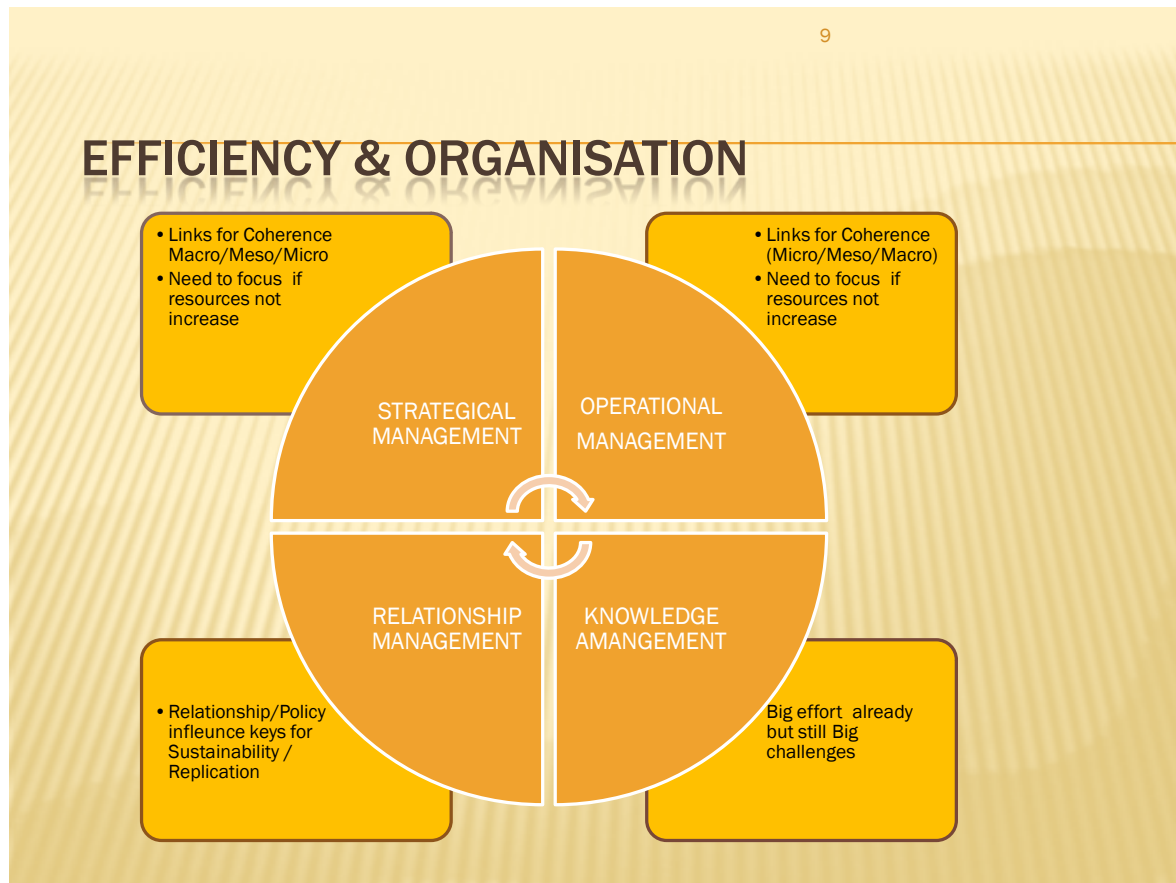 9
EFFICIENCY & ORGANISATION
• Links for Coherence
Macro/Meso/Micro
• Need to focus  if
resources not
increase
• Links for Coherence
(Micro/Meso/Macro)
• Need to focus  if
resources not
increase
STRATEGICAL
MANAGEMENT
OPERATIONAL
MANAGEMENT
RELATIONSHIP
MANAGEMENT
KNOWLEDGE
AMANGEMENT
• Relationship/Policy
infleunce keys for
Sustainability /
Replication
Big effort  already
but still Big
challenges